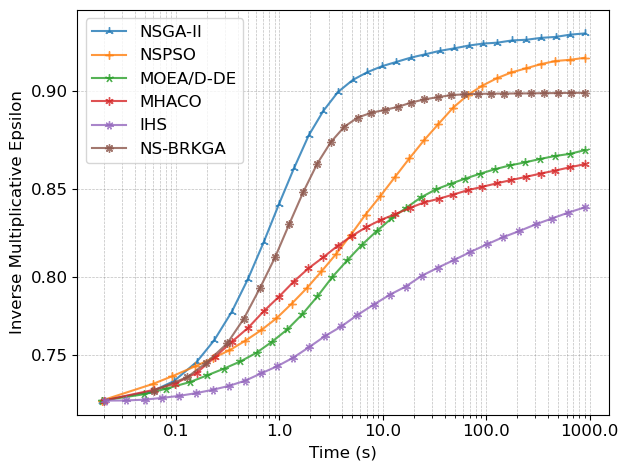 NSGA-II
NSPSO
MOEA/D-DE
MHACO
IHS
NS-BRKGA
Inverse Multiplicative Epsilon
0.90
0.85
0.80
0.75
0.1 1.0 10.0 100.0 1000.0
Time (s)